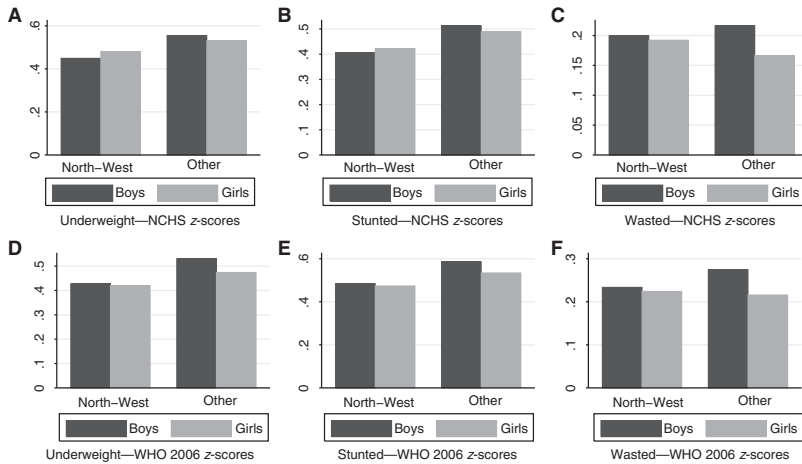 A
.6
.4
.2
0
North–West
Other
Boys
Girls
Underweight—NCHS z-scores
B
.5
.4
.3
.2
.1
0
North–West
Other
Boys
Girls
Stunted—NCHS z-scores
C
.2
.15
.1
.05
0
North–West
Other
Boys
Girls
Wasted—NCHS z-scores
D
.5
.4
.3
.2
.1
0
North–West
Other
Boys
Girls
Underweight—WHO 2006 z-scores
E
.6
.4
.2
0
North–West
Other
Boys
Girls
Stunted—WHO 2006 z-scores
F
.3
.2
.1
0
North–West
Other
Boys
Girls
Wasted—WHO 2006 z-scores